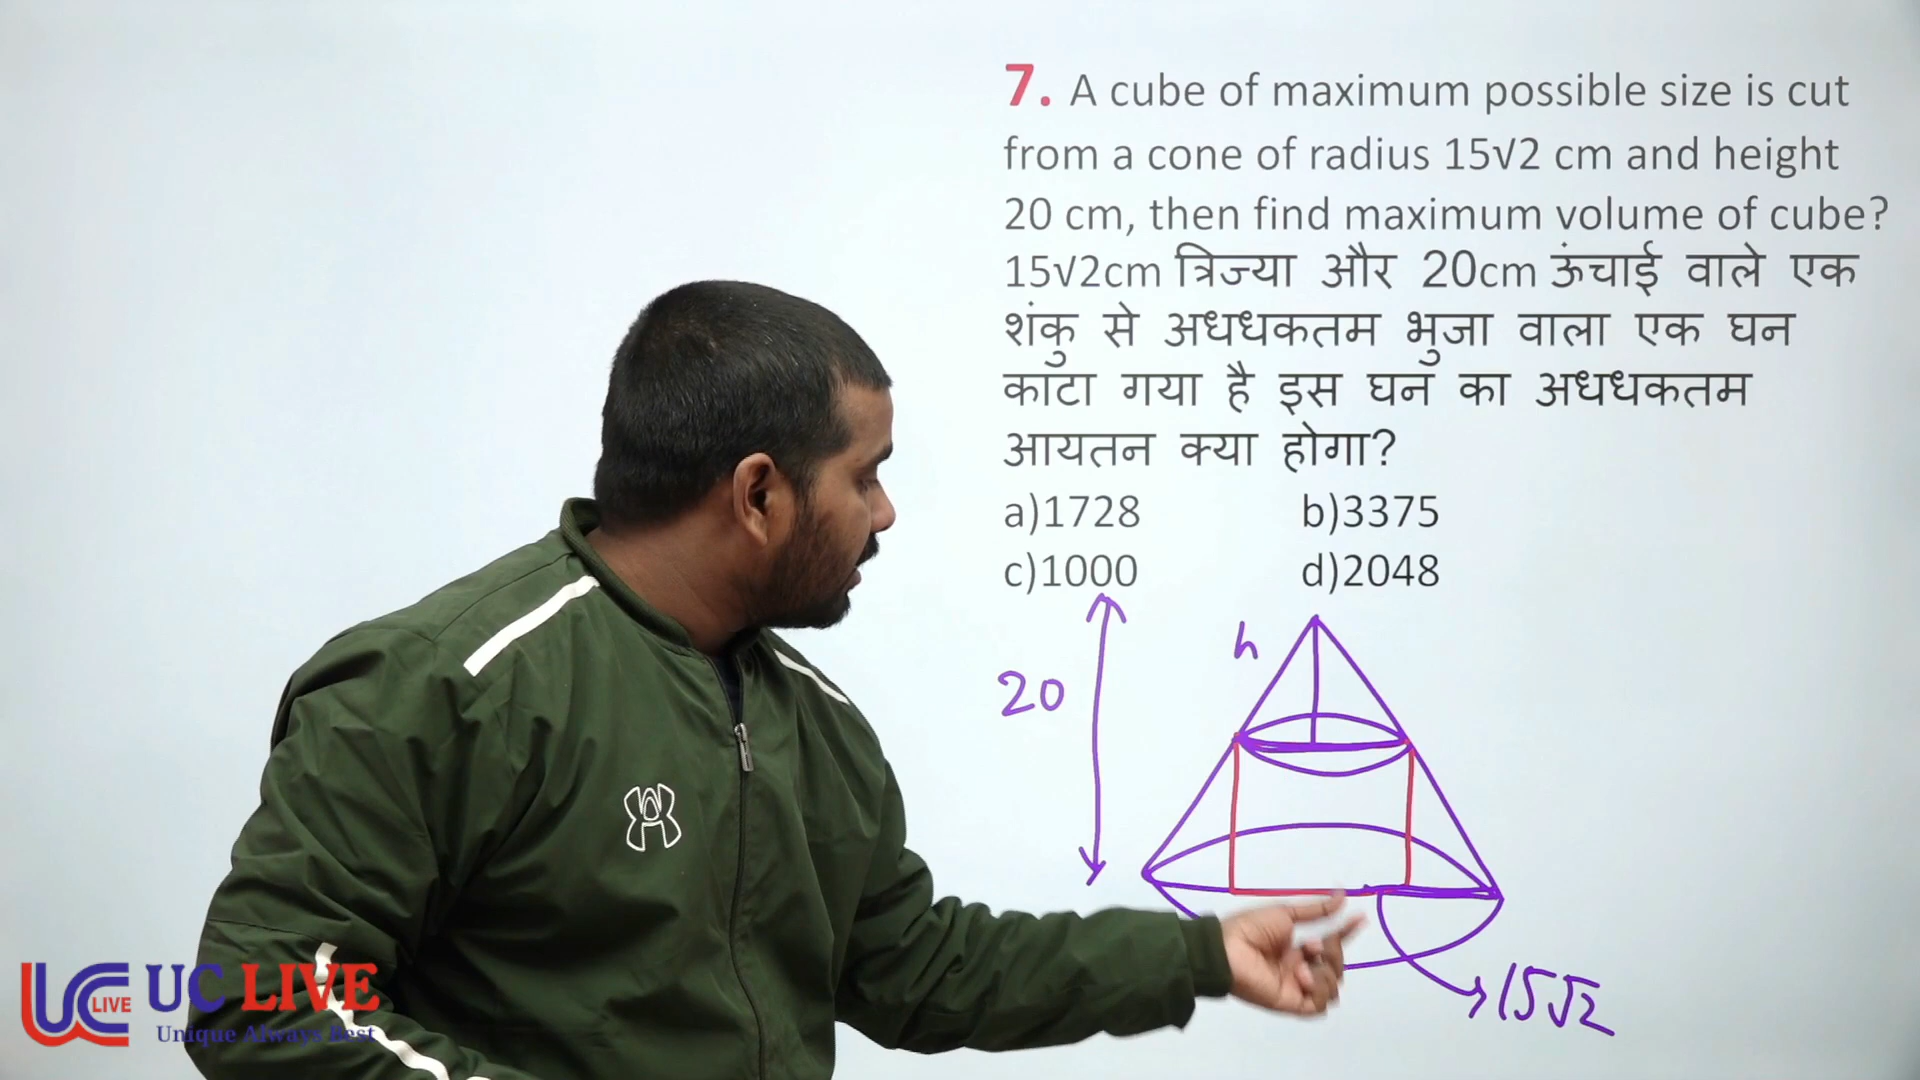 7. A cube of maximum possible size is cut
from a cone of radius 15√2 cm and height
20 cm, then find maximum volume of cube?
15√2cm त्रिज्या और 20cm ऊंचाई वाले एक
शंकु से अधधकतम भुजा वाला एक घन
काटा गया है इस घन का अधधकतम
आयतन क्या होगा?
a)1728 b)3375
c)1000 d)2048
h
20
15√2
LIVE
UC LIVE
Unique Always Best